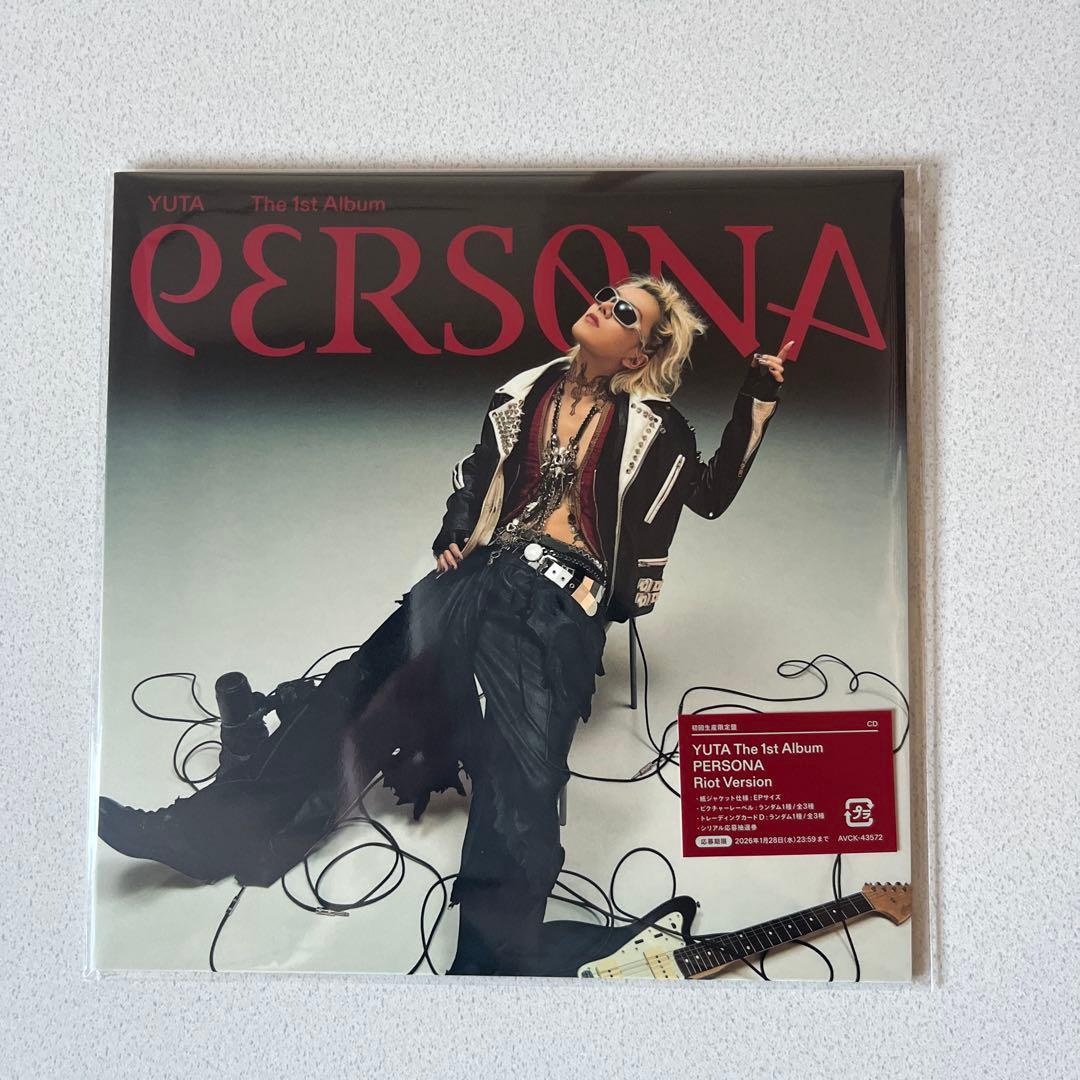 YUTA The 1st Album
PERSONA
初回生産限定盤 CD
YUTA The 1st Album
PERSONA
Riot Version
・紙ジャケット仕様:EPサイズ
・ピクチャーレーベル:ランダム1種/全3種
・トレーディングカードD:ランダム1種/全3種
・シリアル応募抽選券
応募期限 2026年1月28日(水)23:59まで
プラ
AVCK-43572